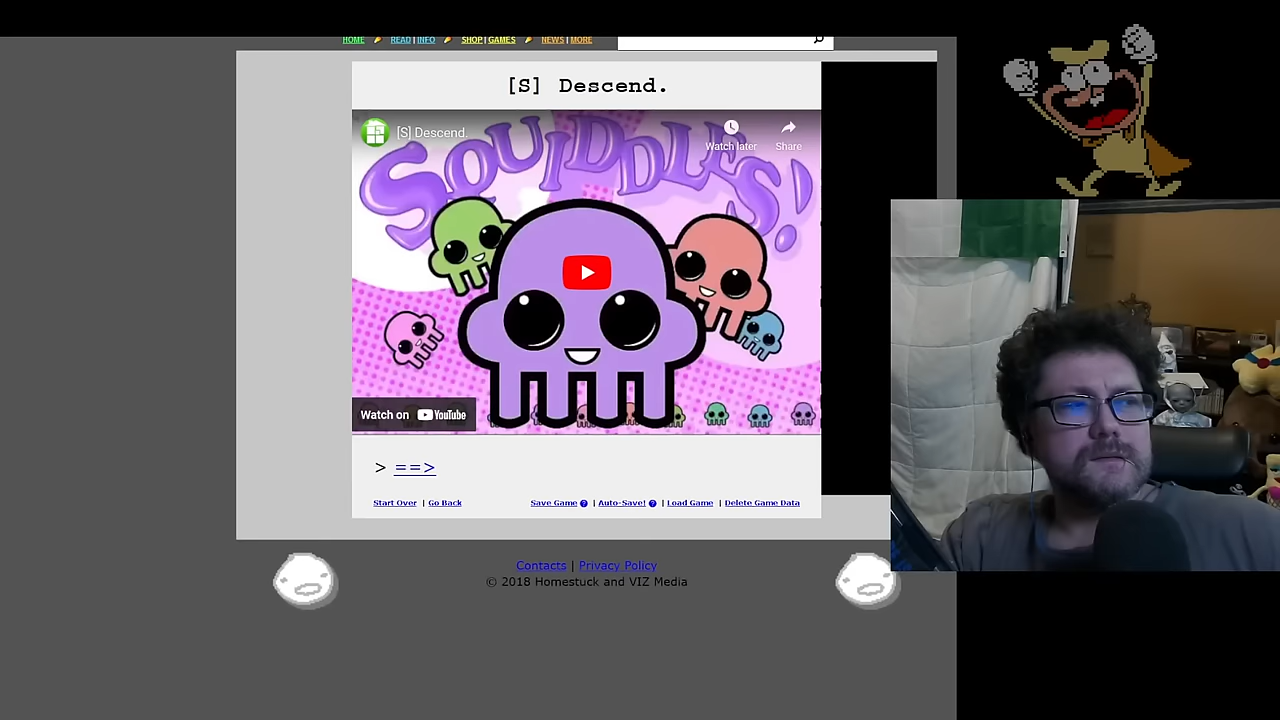 HOME READ | INFO SHOP | GAMES NEWS | MORE
[S] Descend.
[S] Descend.
Watch later Share
SQUIDDLES!
Watch on YouTube
> ==>
Start Over | Go Back Save Game ? | Auto-Save! ? | Load Game | Delete Game Data
Contacts | Privacy Policy
© 2018 Homestuck and VIZ Media